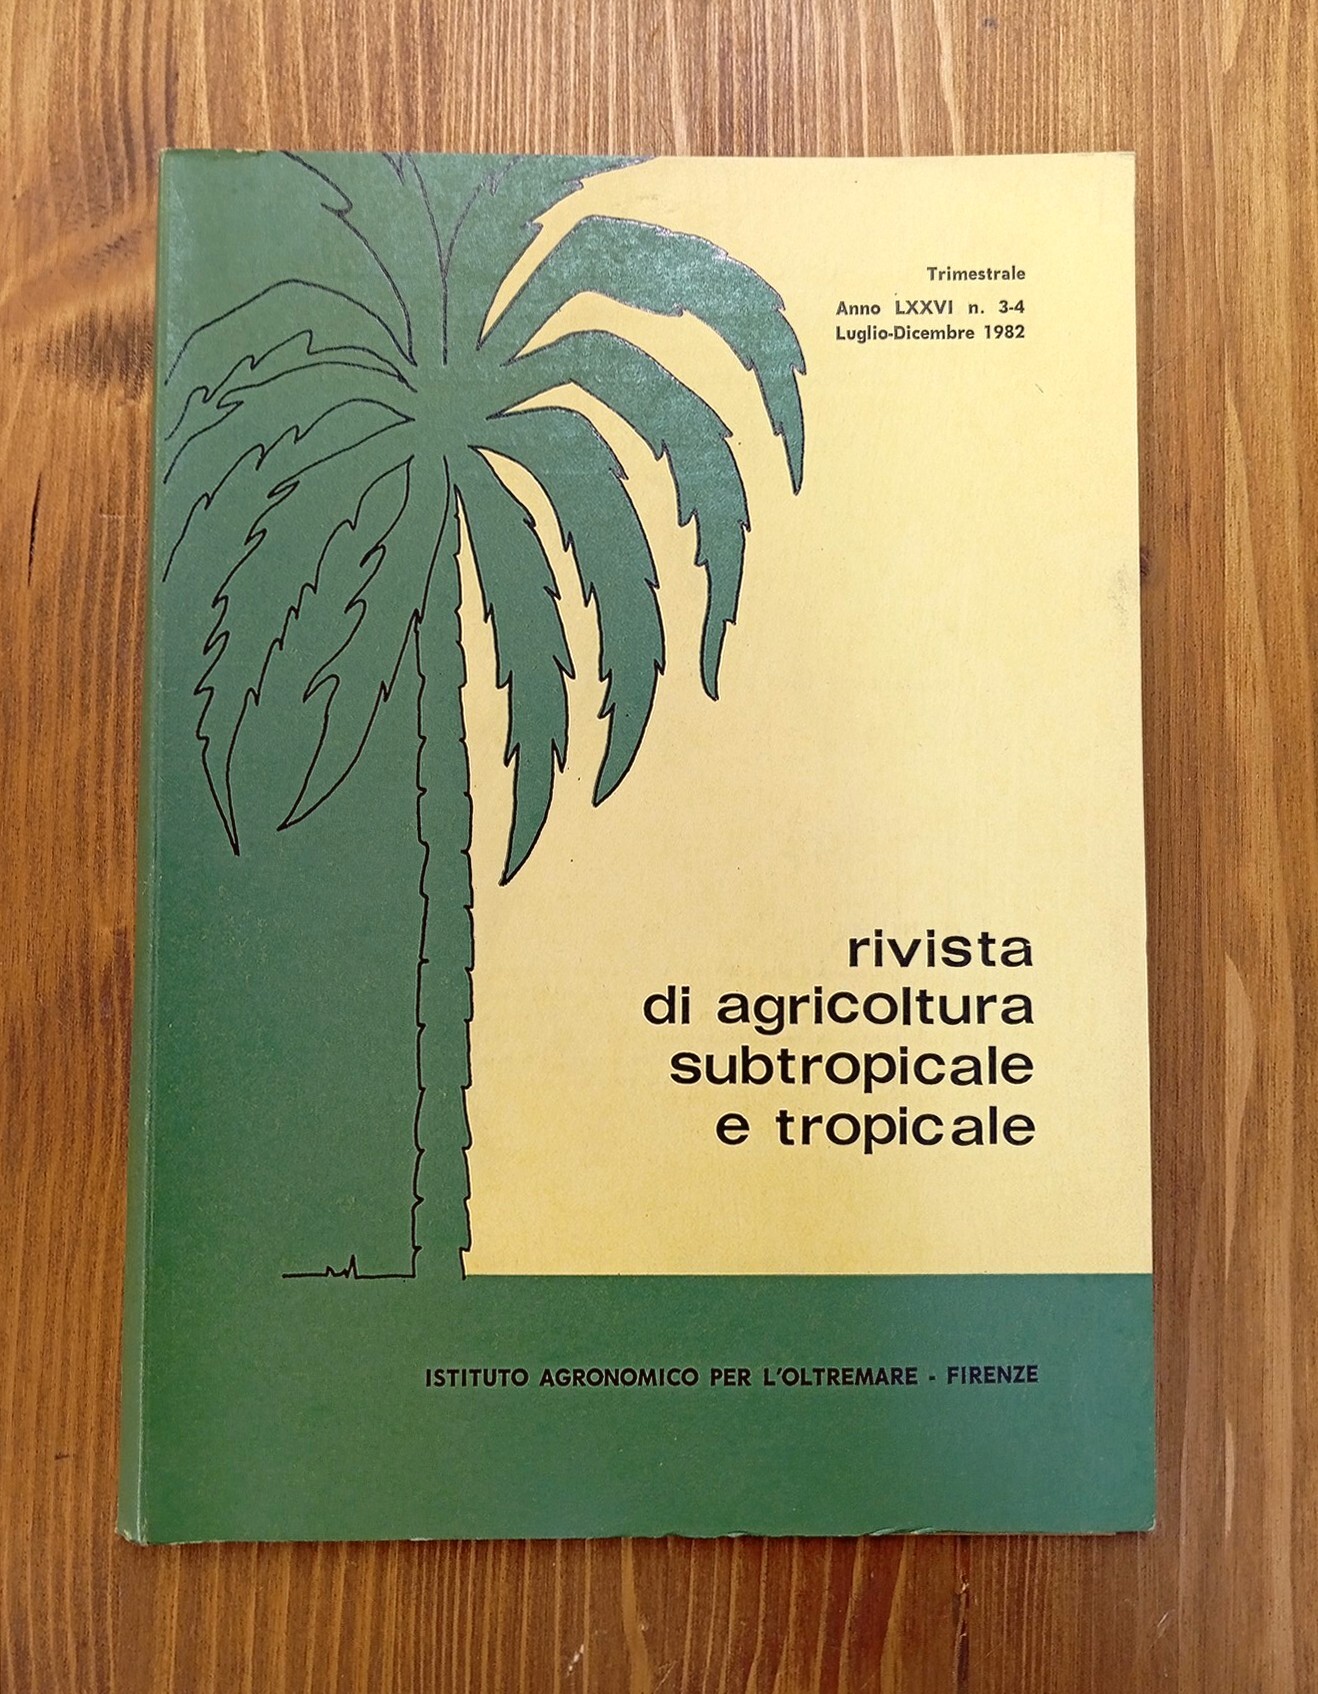 Trimestrale
Anno LXXVI n. 3-4
Luglio-Dicembre 1982
rivista
di agricoltura
subtropicale
e tropicale
ISTITUTO AGRONOMICO PER L'OLTREMARE - FIRENZE